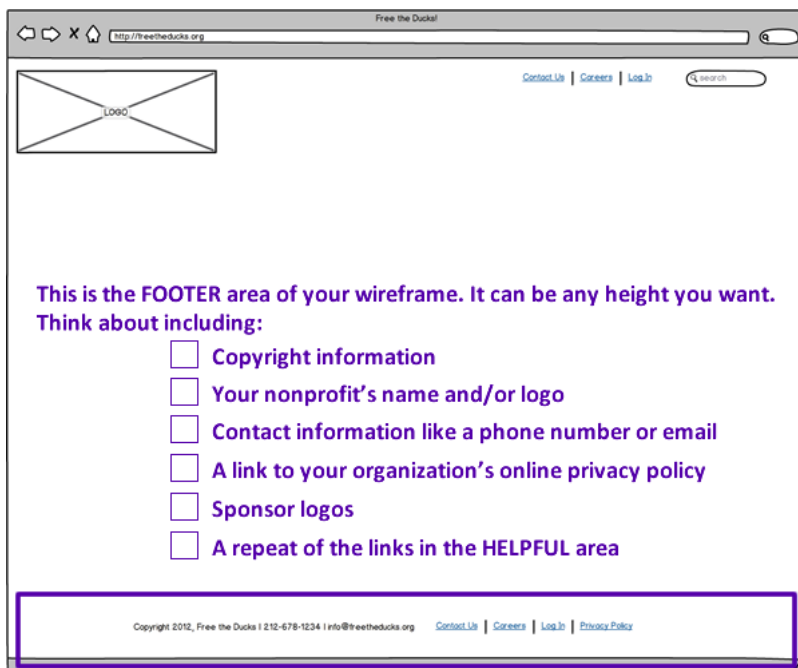 Free the Ducks!
http://freetheducks.org
Contact Us | Careers | Log In search
LOGO
This is the FOOTER area of your wireframe. It can be any height you want.
Think about including:
Copyright information
Your nonprofit's name and/or logo
Contact information like a phone number or email
A link to your organization's online privacy policy
Sponsor logos
A repeat of the links in the HELPFUL area
Copyright 2012, Free the Ducks | 212-678-1234 | info@freetheducks.org Contact Us | Careers | Log In | Privacy Policy